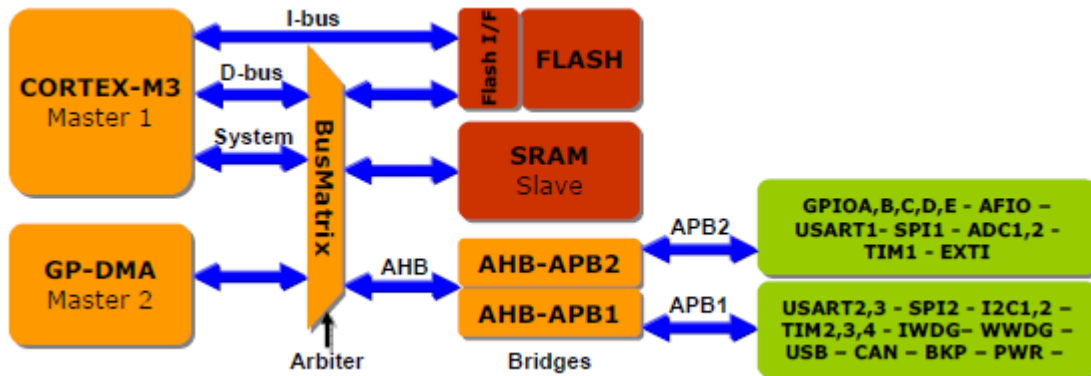 I-bus
CORTEX-M3
Master 1
D-bus
System
BusMatrix
Flash I/F
FLASH
SRAM
Slave
GP-DMA
Master 2
AHB
AHB-APB2
AHB-APB1
Arbiter
Bridges
APB2
GPIOA,B,C,D,E - AFIO –
USART1- SPI1 - ADC1,2 -
TIM1 - EXTI
APB1
USART2,3 - SPI2 - I2C1,2 –
TIM2,3,4 - IWDG– WWDG –
USB – CAN – BKP – PWR –